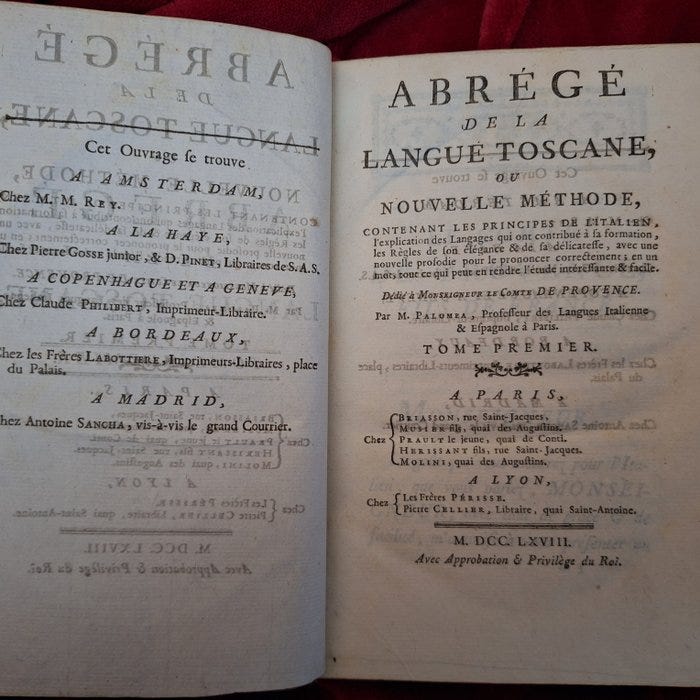 Cet Ouvrage ſe trouve
A AMSTERDAM,
Chez M. M. REY.
A LA HAYE,
Chez Pierre GOSSE junior, & D. PINET, Libraires de S. A. S.
A COPENHAGUE ET A GENEVE,
Chez Claude PHILIBERT, Imprimeur-Libraire.
A BORDEAUX,
Chez les Frères LABOTTIERE, Imprimeurs-Libraires, place
du Palais.
A MADRID,
Chez Antoine SANCHA, vis-à-vis le grand Courrier.
ABRÉGÉ
DE LA
LANGUE TOSCANE,
OU
NOUVELLE MÉTHODE,
CONTENANT LES PRINCIPES DE L'ITALIEN,
l'explication des Langages qui ont contribué à ſa formation,
les Règles de ſon élégance & de ſa délicateſſe, avec une
nouvelle proſodie pour le prononcer correctement; en un
mot, tout ce qui peut en rendre l'étude intéreſſante & facile.
Dédié à MONSEIGNEUR LE COMTE DE PROVENCE.
Par M. PALOMBA, Profeſſeur des Langues Italienne
& Eſpagnole à Paris.
TOME PREMIER.
A PARIS,
Chez
BRIASSON, rue Saint-Jacques,
MUSIER fils, quai des Auguſtins.
PRAULT le jeune, quai de Conti.
HERISSANT fils, rue Saint-Jacques.
MOLINI, quai des Auguſtins.
A LYON,
Chez
Les Frères PÉRISSE.
Pierre CELLIER, Libraire, quai Saint-Antoine.
M. DCC. LXVIII.
Avec Approbation & Privilège du Roi.